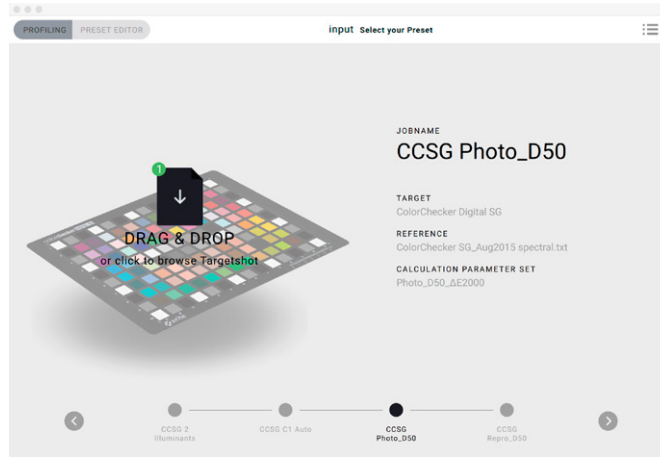 PROFILING PRESET EDITOR
input Select your Preset
JOBNAME
CCSG Photo_D50
TARGET
ColorChecker Digital SG
REFERENCE
ColorChecker SG_Aug2015 spectral.txt
CALCULATION PARAMETER SET
Photo_D50_ΔE2000
1
DRAG & DROP
or click to browse Targetshot
CCSG 2
Illuminants
CCSG C1 Auto
CCSG
Photo_D50
CCSG
Repro_D50